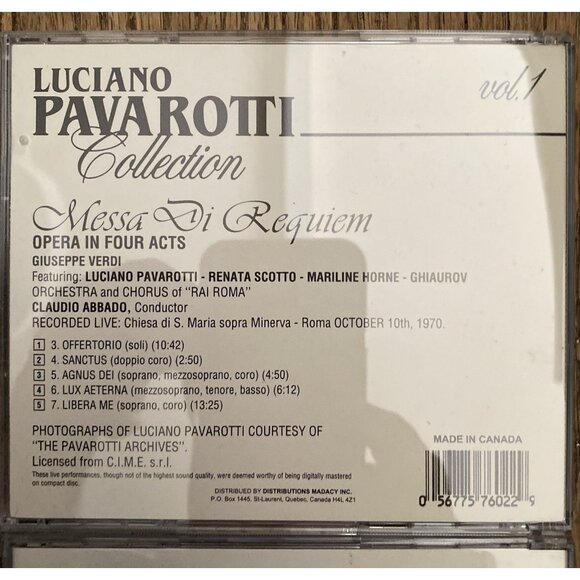 LUCIANO
PAVAROTTI
Collection
vol.1
Messa Di Requiem
OPERA IN FOUR ACTS
GIUSEPPE VERDI
Featuring: LUCIANO PAVAROTTI - RENATA SCOTTO - MARILINE HORNE - GHIAUROV
ORCHESTRA and CHORUS of "RAI ROMA"
CLAUDIO ABBADO, Conductor
RECORDED LIVE: Chiesa di S. Maria sopra Minerva - Roma OCTOBER 10th, 1970.
1 3. OFFERTORIO (soli) (10:42)
2 4. SANCTUS (doppio coro) (2:50)
3 5. AGNUS DEI (soprano, mezzosoprano, coro) (4:50)
4 6. LUX AETERNA (mezzosoprano, tenore, basso) (6:12)
5 7. LIBERA ME (soprano, coro) (13:25)
PHOTOGRAPHS OF LUCIANO PAVAROTTI COURTESY OF
"THE PAVAROTTI ARCHIVES".
Licensed from C.I.M.E. s.r.l.
These live performances, though not of the highest sound quality, were deemed worthy of being digitally mastered
on compact disc.
DISTRIBUTED BY DISTRIBUTIONS MADACY INC.
P.O. Box 1445, St-Laurent, Quebec, Canada H4L 4Z1
MADE IN CANADA
0 56775 76022 9